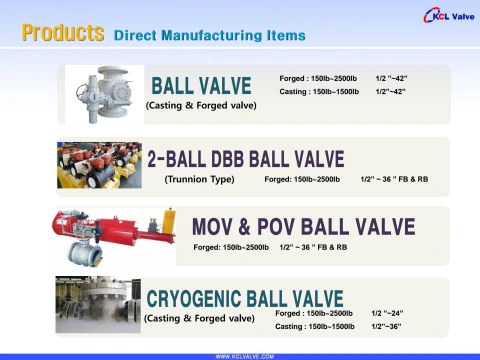 KCL Valve
Products Direct Manufacturing Items
BALL VALVE
(Casting & Forged valve)
Forged : 150lb~2500lb 1/2 "~42"
Casting : 150lb~1500lb 1/2"~42"
2-BALL DBB BALL VALVE
(Trunnion Type) Forged: 150lb~2500lb 1/2" ~ 36 " FB & RB
MOV & POV BALL VALVE
Forged: 150lb~2500lb 1/2" ~ 36 " FB & RB
CRYOGENIC BALL VALVE
(Casting & Forged valve)
Forged : 150lb~2500lb 1/2 "~24"
Casting : 150lb~1500lb 1/2"~36"
WWW.KCLVALVE.COM